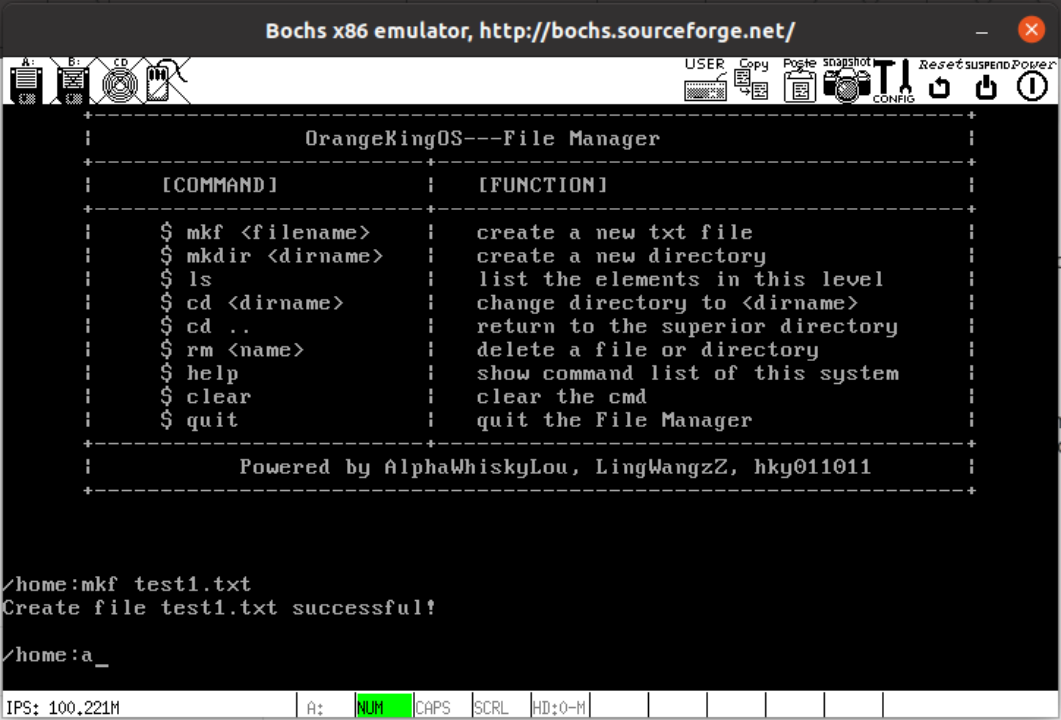 Bochs x86 emulator, http://bochs.sourceforge.net/
A: B: CD USER Copy Paste snapshot CONFIG Reset SUSPEND Power
OrangeKingOS---File Manager
[COMMAND] [FUNCTION]
$ mkf <filename> create a new txt file
$ mkdir <dirname> create a new directory
$ ls list the elements in this level
$ cd <dirname> change directory to <dirname>
$ cd .. return to the superior directory
$ rm <name> delete a file or directory
$ help show command list of this system
$ clear clear the cmd
$ quit quit the File Manager
Powered by AlphaWhiskyLou, LingWangzZ, hky011011
/home:mkf test1.txt
Create file test1.txt successful!
/home:a_
IPS: 100.221M A: NUM CAPS SCRL HD:0-M